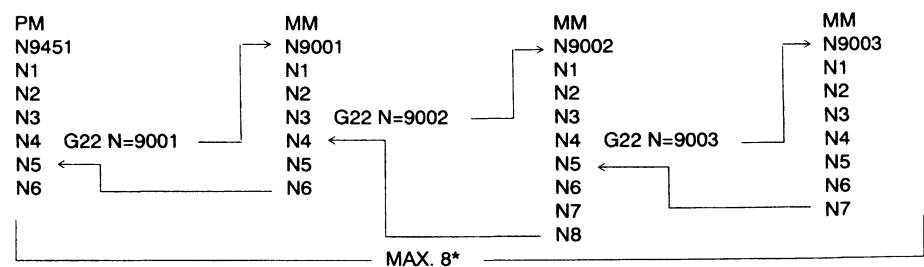 PM MM MM MM
N9451 N9001 N9002 N9003
N1 N1 N1 N1
N2 N2 N2 N2
N3 N3 G22 N=9002 N3 N3
N4 G22 N=9001 N4 N4 G22 N=9003 N4
N5 N5 N5 N5
N6 N6 N6 N6
N7 N7
N8
MAX. 8*